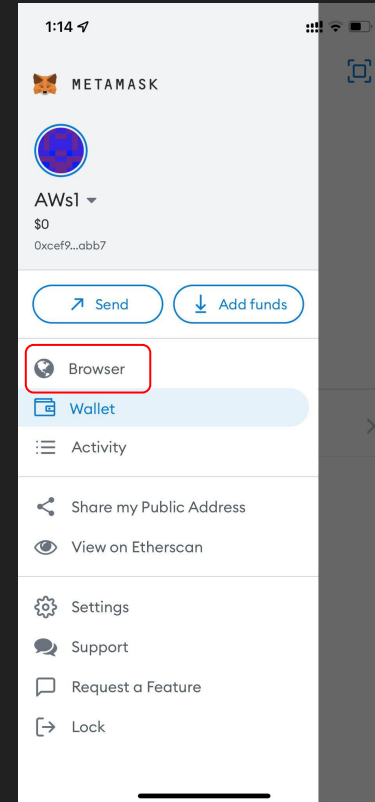 1:14
METAMASK
AWs1
$0
0xcef9...abb7
Send
Add funds
Browser
Wallet
Activity
Share my Public Address
View on Etherscan
Settings
Support
Request a Feature
Lock